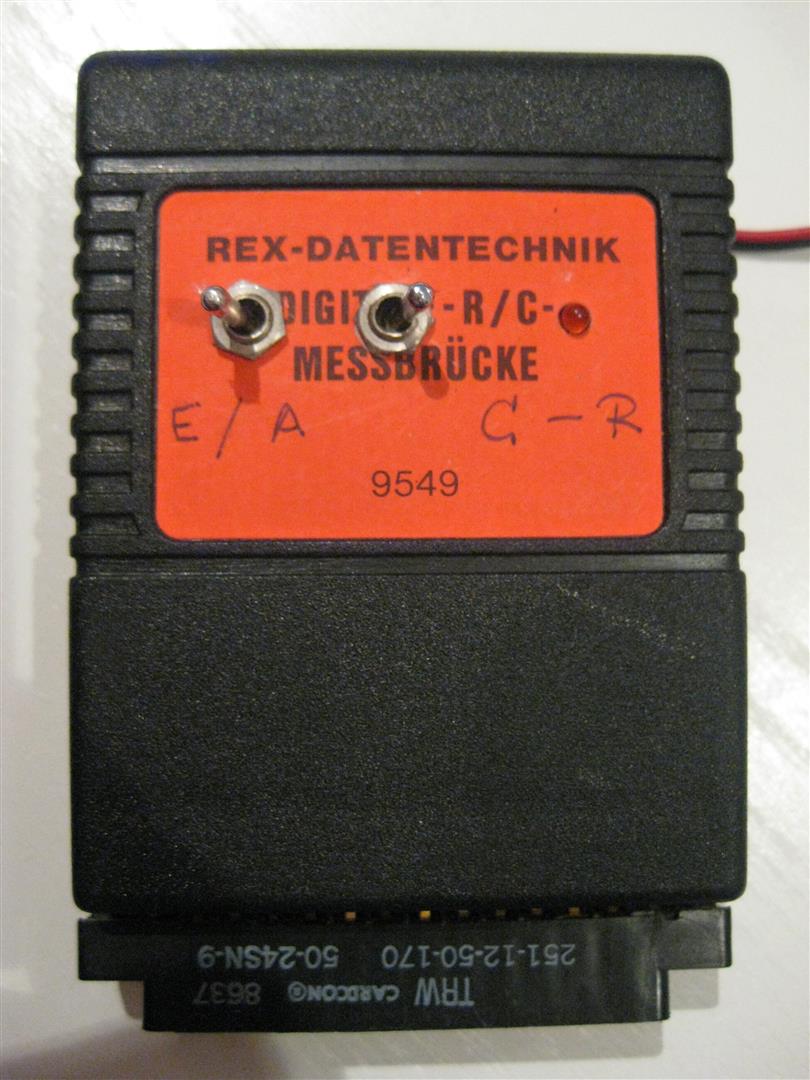 REX-DATENTECHNIK
DIGIT -R/C-
MESSBRÜCKE
E/A C-R
9549
TRW CARDCON® 8637
251-12-50-170 50-24SN-9